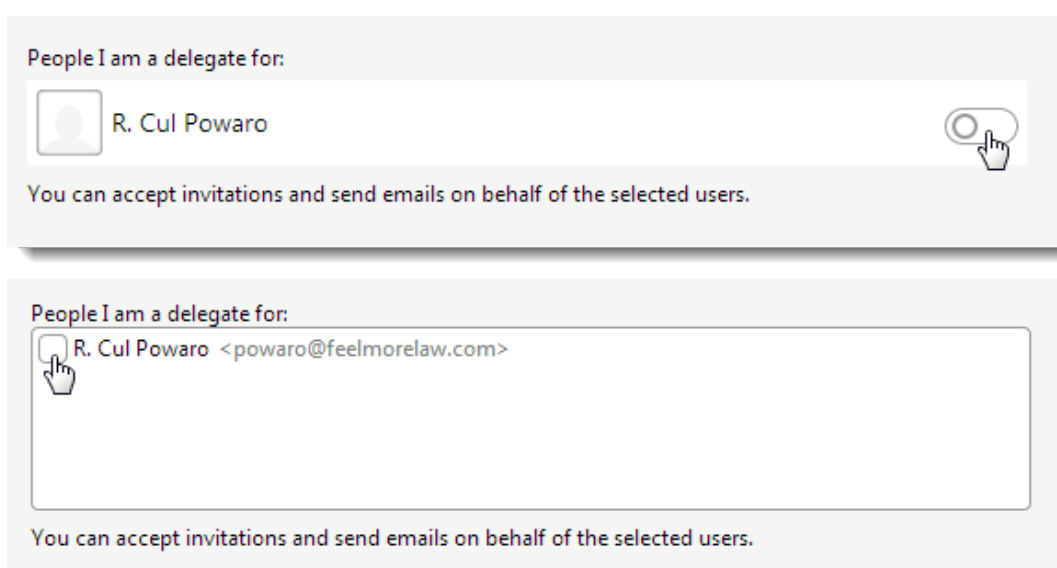 People I am a delegate for:
R. Cul Powaro
You can accept invitations and send emails on behalf of the selected users.
People I am a delegate for:
R. Cul Powaro <powaro@feelmorelaw.com>
You can accept invitations and send emails on behalf of the selected users.